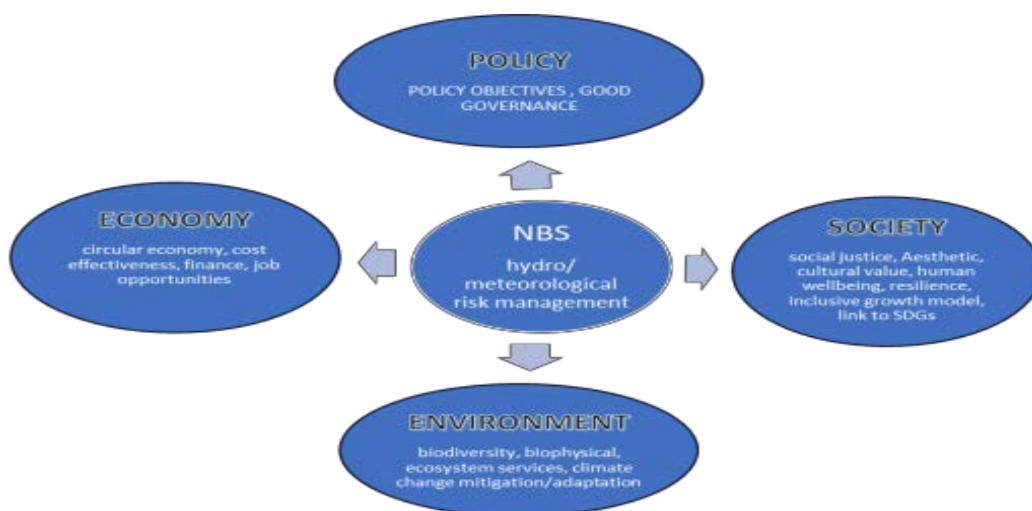 POLICY
POLICY OBJECTIVES , GOOD
GOVERNANCE
ECONOMY
circular economy, cost
effectiveness, finance, job
opportunities
NBS
hydro/
meteorological
risk management
SOCIETY
social justice, Aesthetic,
cultural value, human
wellbeing, resilience,
inclusive growth model,
link to SDGs
ENVIRONMENT
biodiversity, biophysical,
ecosystem services, climate
change mitigation/adaptation